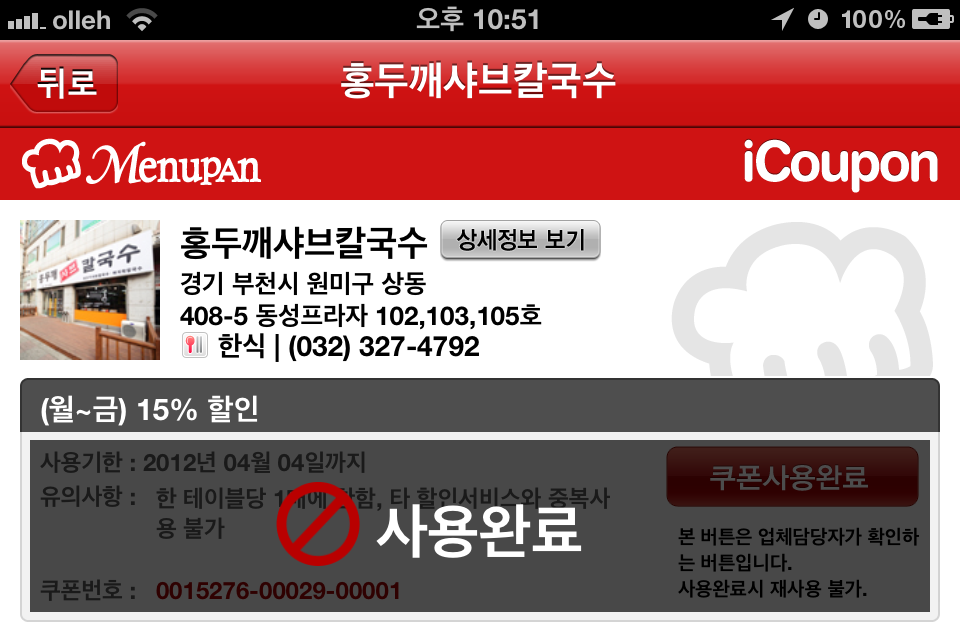 olleh 오후 10:51 100%
뒤로 홍두깨샤브칼국수
Menupan iCoupon
홍두깨샤브칼국수 상세정보 보기
경기 부천시 원미구 상동
408-5 동성프라자 102,103,105호
한식 | (032) 327-4792
홍두깨 샤브 칼국수
(월~금) 15% 할인
사용기한 : 2012년 04월 04일까지
유의사항 : 한 테이블당 1매에 한함, 타 할인서비스와 중복사
용 불가
쿠폰번호 : 0015276-00029-00001
사용완료
쿠폰사용완료
본 버튼은 업체담당자가 확인하
는 버튼입니다.
사용완료시 재사용 불가.